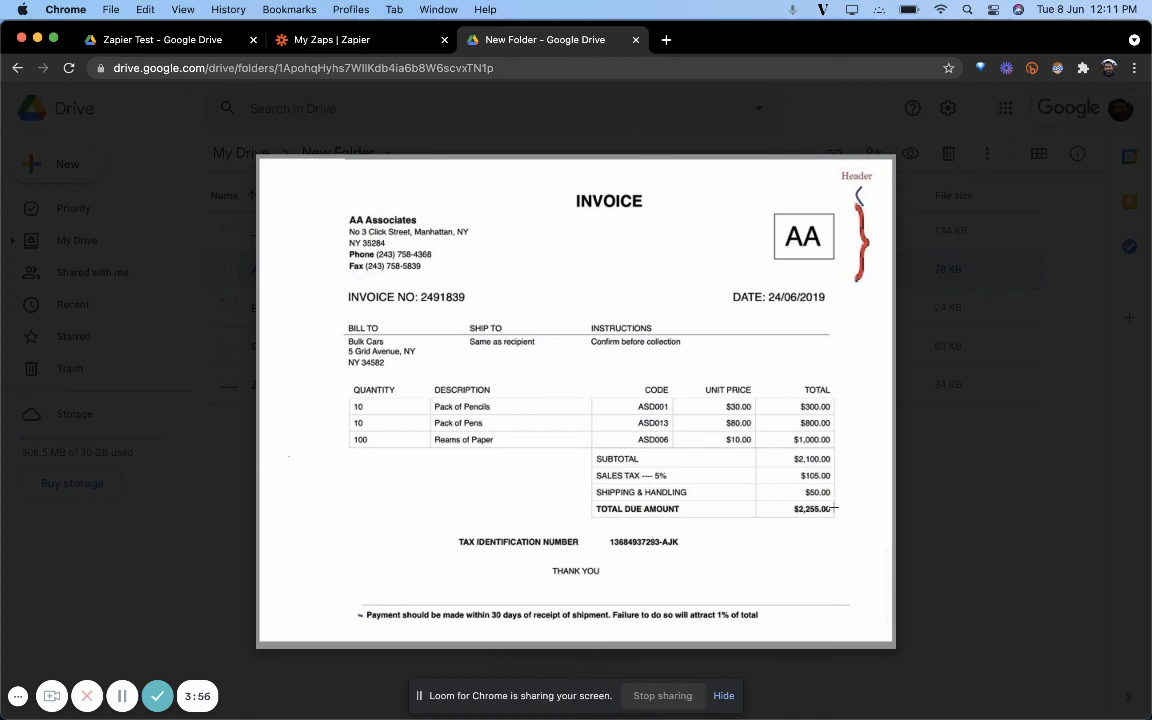 Chrome File Edit View History Bookmarks Profiles Tab Window Help Tue 8 Jun 12:11 PM
Zapier Test - Google Drive My Zaps | Zapier New Folder - Google Drive
drive.google.com/drive/folders/1ApohqHyhs7WIlKdb4ia6b8W6scvxTN1p
Drive Search in Drive Google
New My Drive New Folder
Name File size
Priority
134 KB
My Drive
Shared with me 78 KB
Recent 24 KB
Starred 80 KB
Trash 34 KB
Storage
508.5 MB of 30 GB used
Buy storage
Header
INVOICE
AA Associates
No 3 Click Street, Manhattan, NY
NY 35284
Phone (243) 758-4368
Fax (243) 758-5839
AA
INVOICE NO: 2491839 DATE: 24/06/2019
BILL TO SHIP TO INSTRUCTIONS
Bulk Cars Same as recipient Confirm before collection
5 Grid Avenue, NY
NY 34582
QUANTITY DESCRIPTION CODE UNIT PRICE TOTAL
10 Pack of Pencils ASD001 $30.00 $300.00
10 Pack of Pens ASD013 $80.00 $800.00
100 Reams of Paper ASD006 $10.00 $1,000.00
SUBTOTAL $2,100.00
SALES TAX ---- 5% $105.00
SHIPPING & HANDLING $50.00
TOTAL DUE AMOUNT $2,255.00
TAX IDENTIFICATION NUMBER 13684937293-AJK
THANK YOU
Payment should be made within 30 days of receipt of shipment. Failure to do so will attract 1% of total
3:56
Loom for Chrome is sharing your screen. Stop sharing Hide